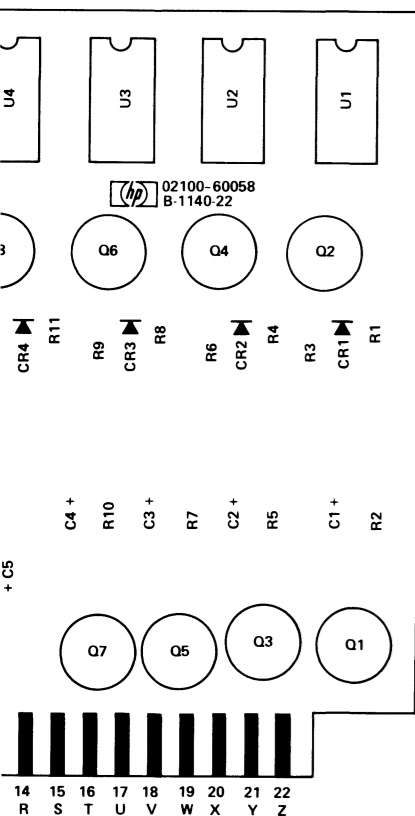 U4 U3 U2 U1
hp 02100-60058
B-1140-22
Q6 Q4 Q2
CR4 R11 R9 CR3 R8 R6 CR2 R4 R3 CR1 R1
C4 + R10 C3 + R7 C2 + R5 C1 + R2
+ C5
Q7 Q5 Q3 Q1
14 15 16 17 18 19 20 21 22
R S T U V W X Y Z